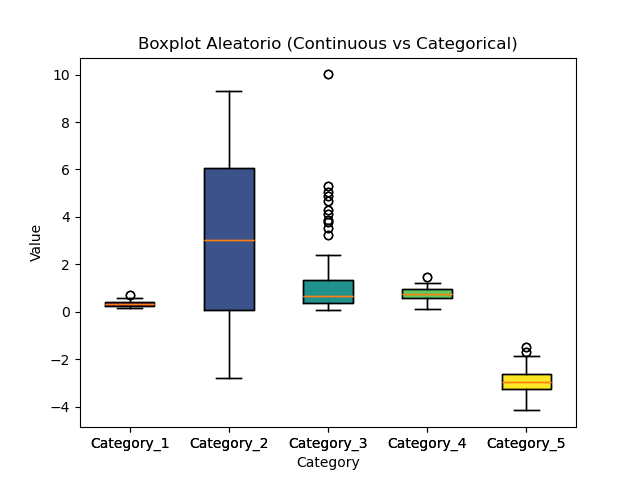 Boxplot Aleatorio (Continuous vs Categorical)
10
8
6
4
2
0
−2
−4
Value
Category_1 Category_2 Category_3 Category_4 Category_5
Category